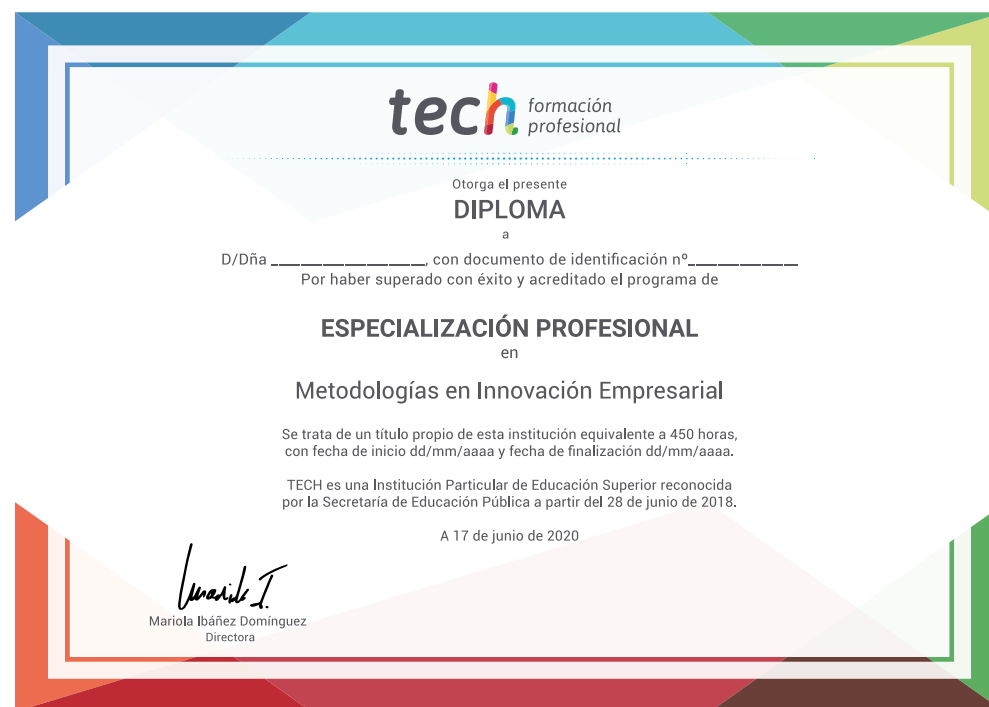 tech formación
profesional
Otorga el presente
DIPLOMA
a
D/Dña ____________________, con documento de identificación nº______________
Por haber superado con éxito y acreditado el programa de
ESPECIALIZACIÓN PROFESIONAL
en
Metodologías en Innovación Empresarial
Se trata de un título propio de esta institución equivalente a 450 horas,
con fecha de inicio dd/mm/aaaa y fecha de finalización dd/mm/aaaa.
TECH es una Institución Particular de Educación Superior reconocida
por la Secretaría de Educación Pública a partir del 28 de junio de 2018.
A 17 de junio de 2020
Mariola I.
Mariola Ibáñez Domínguez
Directora